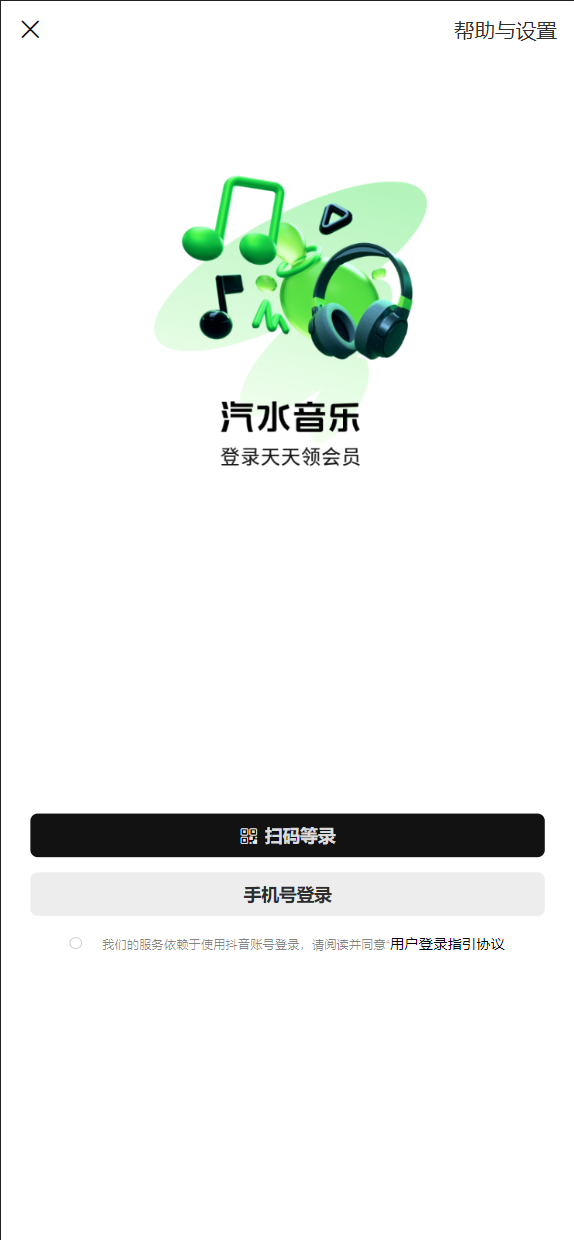 帮助与设置
汽水音乐
登录天天领会员
扫码等录
手机号登录
我们的服务依赖于使用抖音账号登录，请阅读并同意“用户登录指引协议